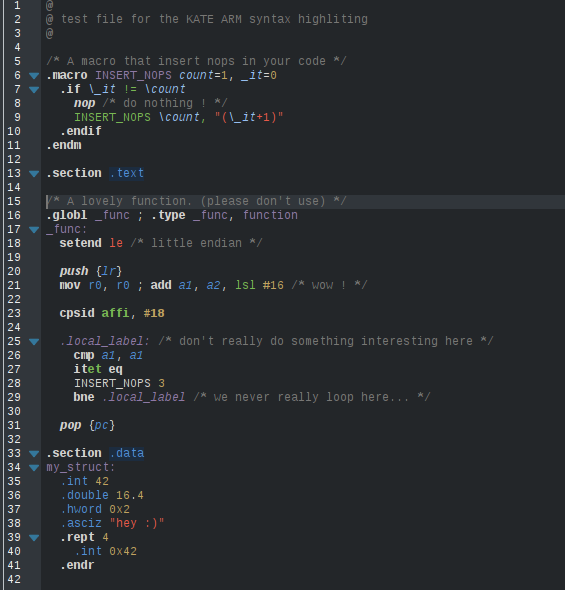 1 @
2 @ test file for the KATE ARM syntax highliting
3 @
4
5 /* A macro that insert nops in your code */
6 .macro INSERT_NOPS count=1, _it=0
7 .if \_it != \count
8 nop /* do nothing ! */
9 INSERT_NOPS \count, "(\_it+1)"
10 .endif
11 .endm
12
13 .section .text
14
15 /* A lovely function. (please don't use) */
16 .globl _func ; .type _func, function
17 _func:
18 setend le /* little endian */
19
20 push {lr}
21 mov r0, r0 ; add a1, a2, lsl #16 /* wow ! */
22
23 cpsid affi, #18
24
25 .local_label: /* don't really do something interesting here */
26 cmp a1, a1
27 itet eq
28 INSERT_NOPS 3
29 bne .local_label /* we never really loop here... */
30
31 pop {pc}
32
33 .section .data
34 my_struct:
35 .int 42
36 .double 16.4
37 .hword 0x2
38 .asciz "hey :)"
39 .rept 4
40 .int 0x42
41 .endr
42